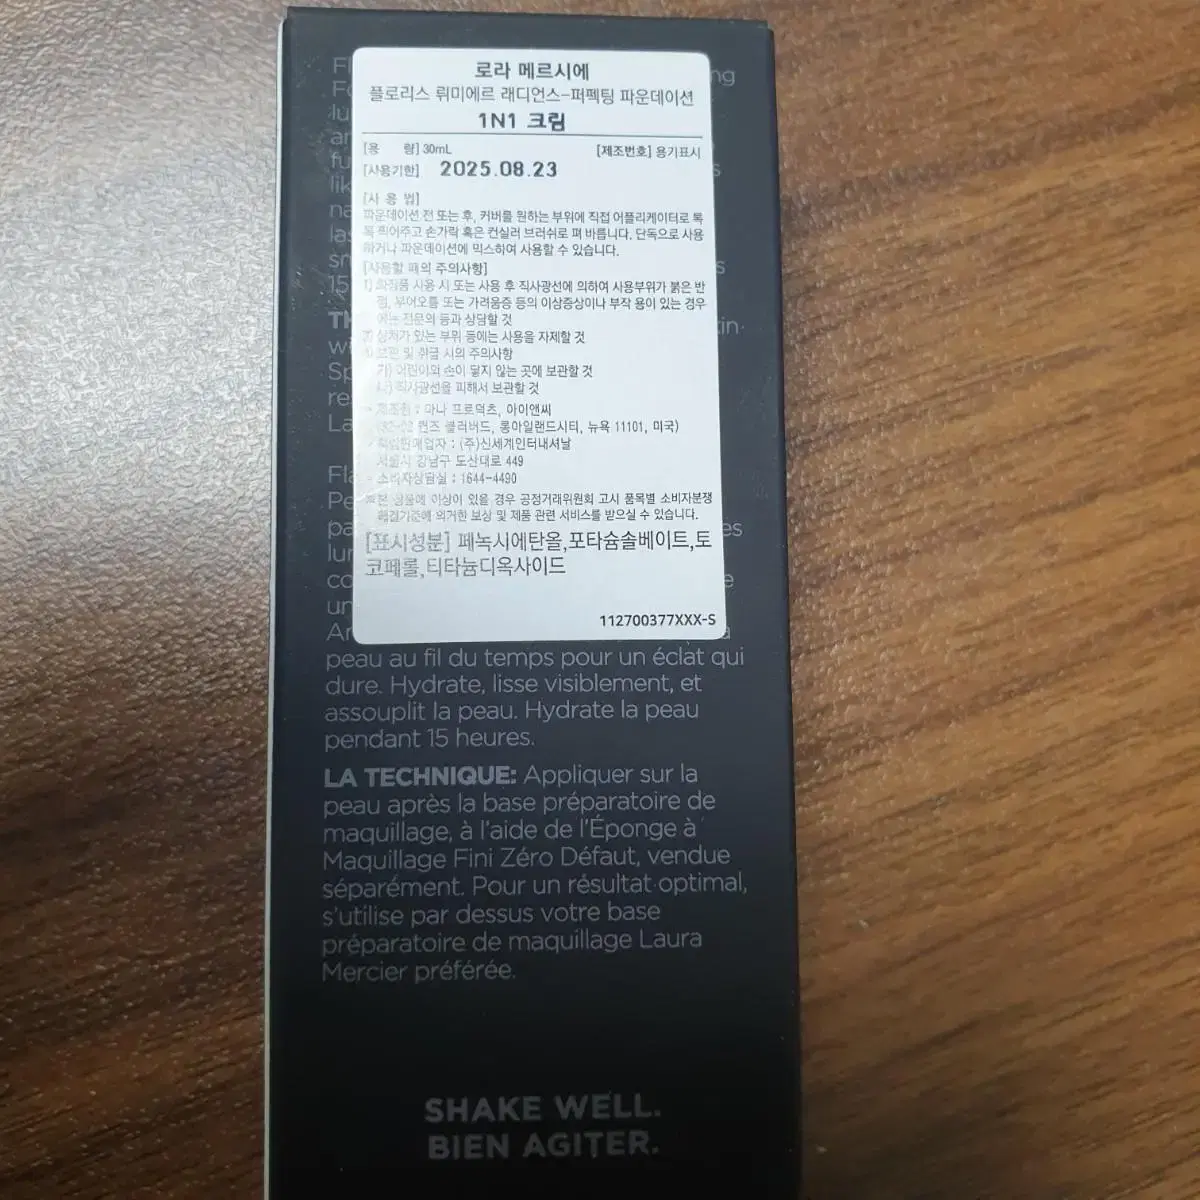 로라 메르시에
플로리스 뤼미에르 래디언스-퍼펙팅 파운데이션
1N1 크림
[용 량] 30mL [제조번호] 용기표시
[사용기한] 2025.08.23
[사 용 법]
파운데이션 전 또는 후, 커버를 원하는 부위에 직접 어플리케이터로 톡
톡 찍어주고 손가락 혹은 컨실러 브러쉬로 펴 바릅니다. 단독으로 사용
하거나 파운데이션에 믹스하여 사용할 수 있습니다.
[사용할 때의 주의사항]
1) 화장품 사용 시 또는 사용 후 직사광선에 의하여 사용부위가 붉은 반
점, 부어오름 또는 가려움증 등의 이상증상이나 부작 용이 있는 경우
에는 전문의 등과 상담할 것
2) 상처가 있는 부위 등에는 사용을 자제할 것
3) 보관 및 취급 시의 주의사항
가) 어린이의 손이 닿지 않는 곳에 보관할 것
나) 직사광선을 피해서 보관할 것
제조원 : 마나 프로덕츠, 아이앤씨
퀸즈 블러버드, 롱아일랜드시티, 뉴욕 11101, 미국)
책임판매업자 : (주)신세계인터내셔날
서울시 강남구 도산대로 449
- 소비자상담실 : 1644-4490
※본 상품에 이상이 있을 경우 공정거래위원회 고시 품목별 소비자분쟁
해결기준에 의거한 보상 및 제품 관련 서비스를 받으실 수 있습니다.
[표시성분] 페녹시에탄올,포타슘솔베이트,토
코페롤,티타늄디옥사이드
112700377XXX-S
peau au fil du temps pour un éclat qui
dure. Hydrate, lisse visiblement, et
assouplit la peau. Hydrate la peau
pendant 15 heures.
LA TECHNIQUE: Appliquer sur la
peau après la base préparatoire de
maquillage, à l'aide de l'Éponge à
Maquillage Fini Zéro Défaut, vendue
séparément. Pour un résultat optimal,
s'utilise par dessus votre base
préparatoire de maquillage Laura
Mercier préférée.
SHAKE WELL.
BIEN AGITER.